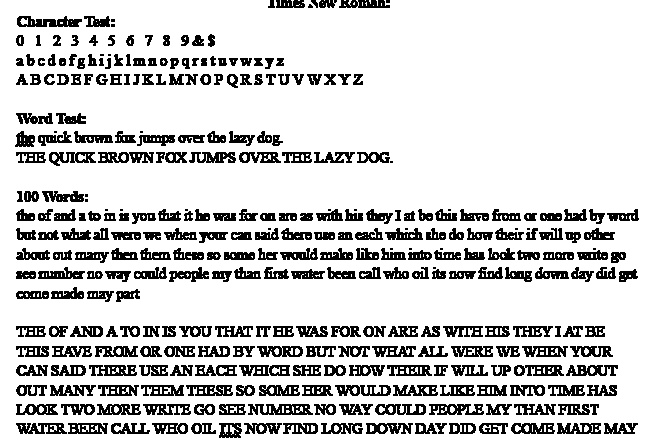 Times New Roman:
Character Test:
0 1 2 3 4 5 6 7 8 9 & $
a b c d e f g h i j k l m n o p q r s t u v w x y z
A B C D E F G H I J K L M N O P Q R S T U V W X Y Z
Word Test:
the quick brown fox jumps over the lazy dog.
THE QUICK BROWN FOX JUMPS OVER THE LAZY DOG.
100 Words:
the of and a to in is you that it he was for on are as with his they I at be this have from or one had by word
but not what all were we when your can said there use an each which she do how their if will up other
about out many then them these so some her would make like him into time has look two more write go
see number no way could people my than first water been call who oil its now find long down day did get
come made may part
THE OF AND A TO IN IS YOU THAT IT HE WAS FOR ON ARE AS WITH HIS THEY I AT BE
THIS HAVE FROM OR ONE HAD BY WORD BUT NOT WHAT ALL WERE WE WHEN YOUR
CAN SAID THERE USE AN EACH WHICH SHE DO HOW THEIR IF WILL UP OTHER ABOUT
OUT MANY THEN THEM THESE SO SOME HER WOULD MAKE LIKE HIM INTO TIME HAS
LOOK TWO MORE WRITE GO SEE NUMBER NO WAY COULD PEOPLE MY THAN FIRST
WATER BEEN CALL WHO OIL ITS NOW FIND LONG DOWN DAY DID GET COME MADE MAY